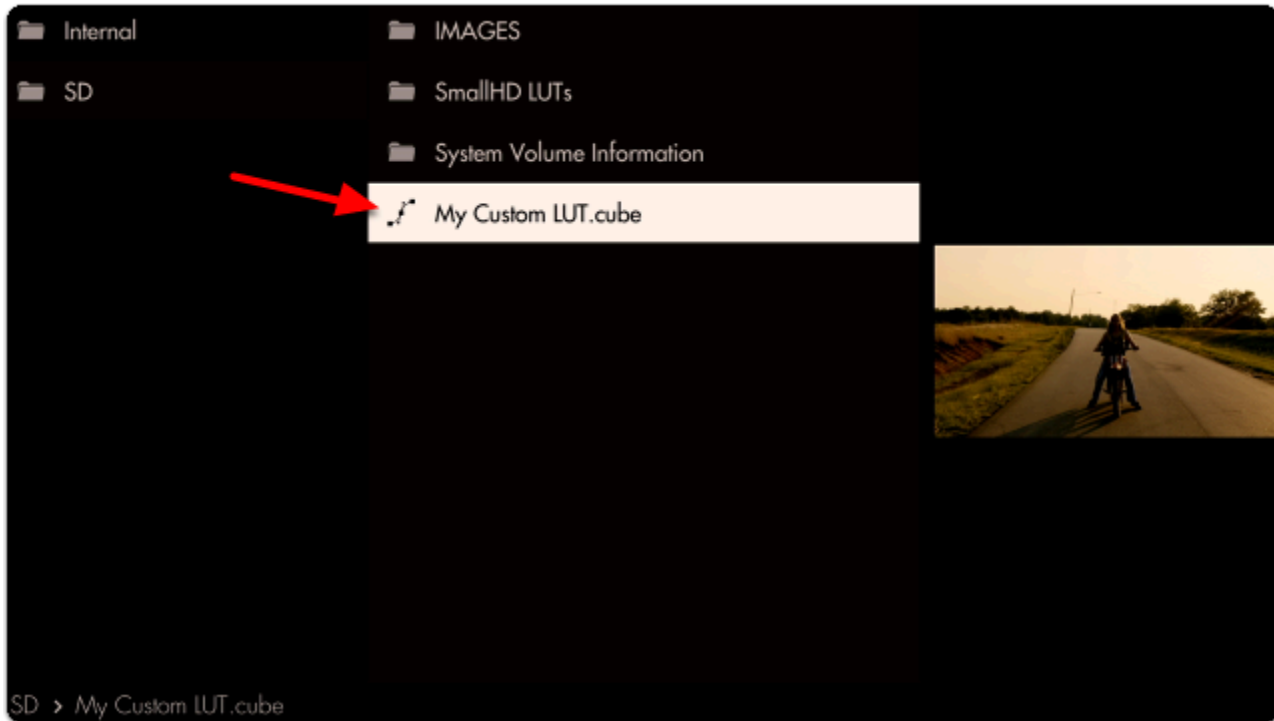 Internal
SD
IMAGES
SmallHD LUTs
System Volume Information
My Custom LUT.cube
SD > My Custom LUT.cube